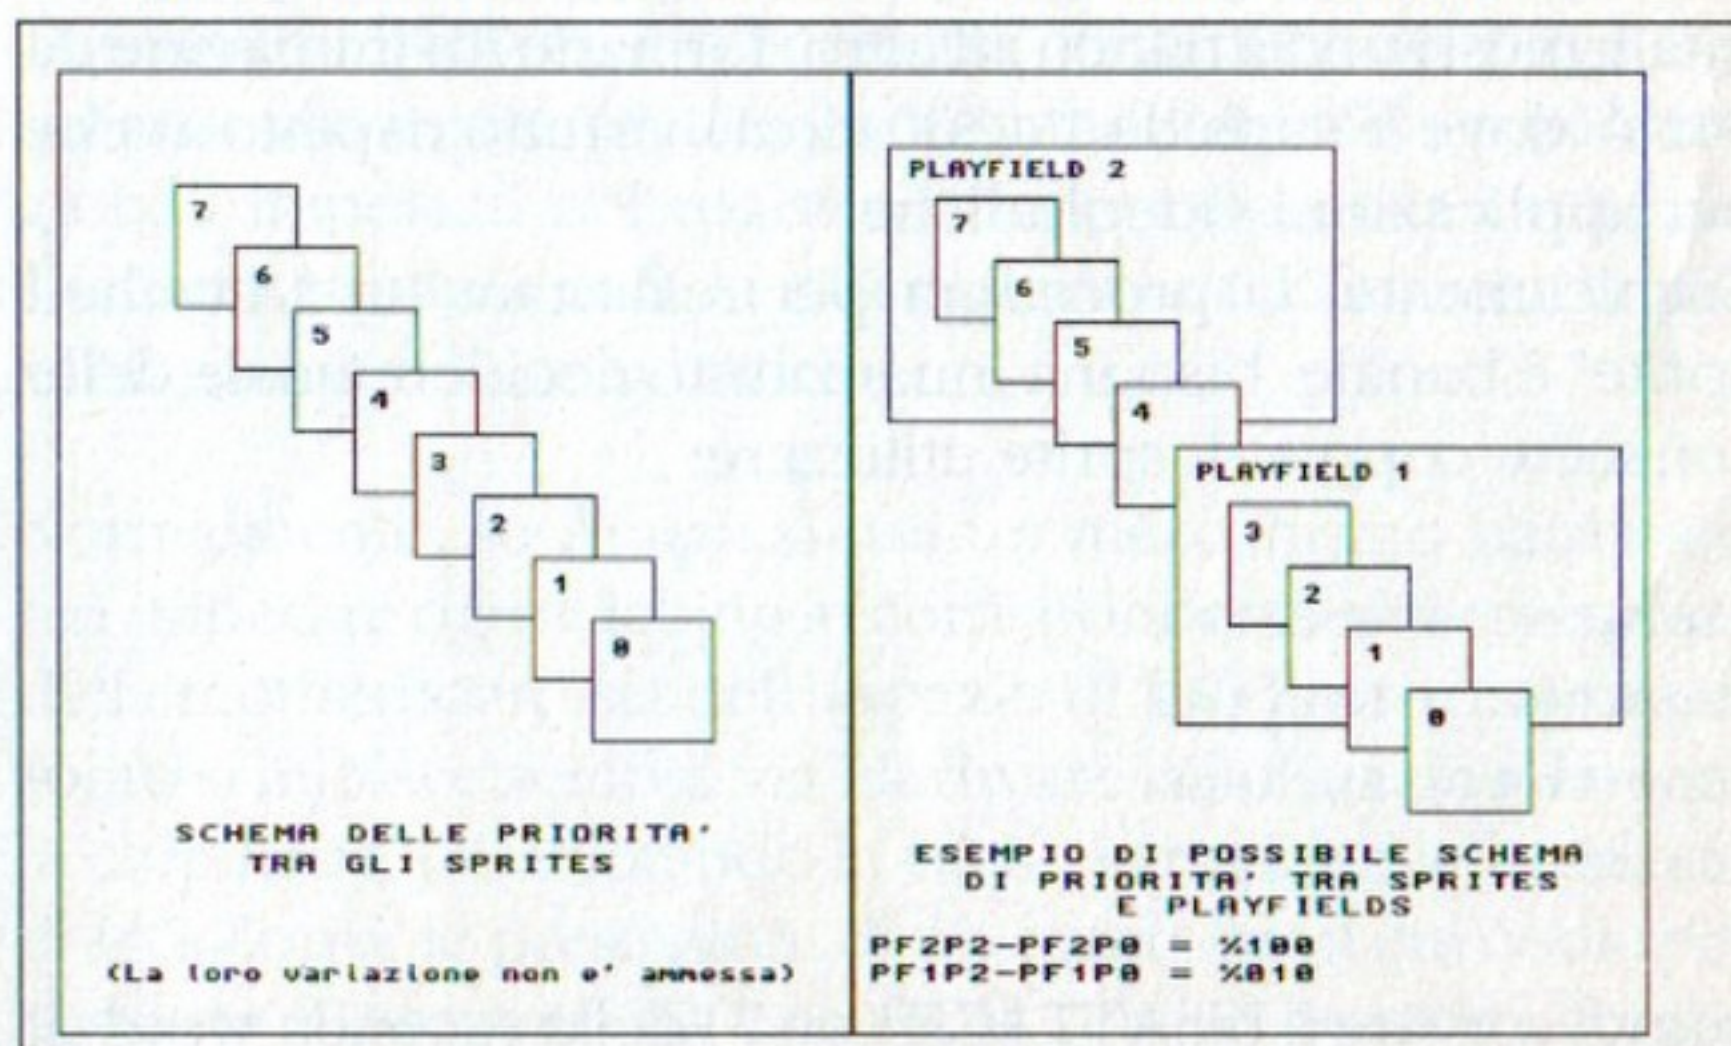 7
6
5
4
3
2
1
0
SCHEMA DELLE PRIORITA'
TRA GLI SPRITES
(La loro variazione non e' ammessa)
PLAYFIELD 2
7
6
5
4
PLAYFIELD 1
3
2
1
0
ESEMPIO DI POSSIBILE SCHEMA
DI PRIORITA' TRA SPRITES
E PLAYFIELDS
PF2P2-PF2P0 = %100
PF1P2-PF1P0 = %010